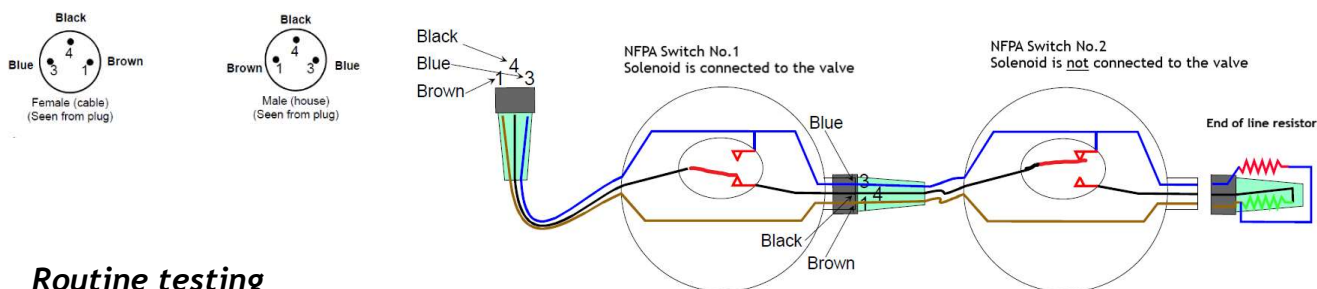 Black
4
Blue
3
1
Brown
Female (cable)
(Seen from plug)
Black
4
Brown
1
3
Blue
Male (house)
(Seen from plug)
Black
4
Blue
1 3
Brown
NFPA Switch No.1
Solenoid is connected to the valve
Blue
3
4
1
Black
Brown
NFPA Switch No.2
Solenoid is not connected to the valve
End of line resistor
Routine testing